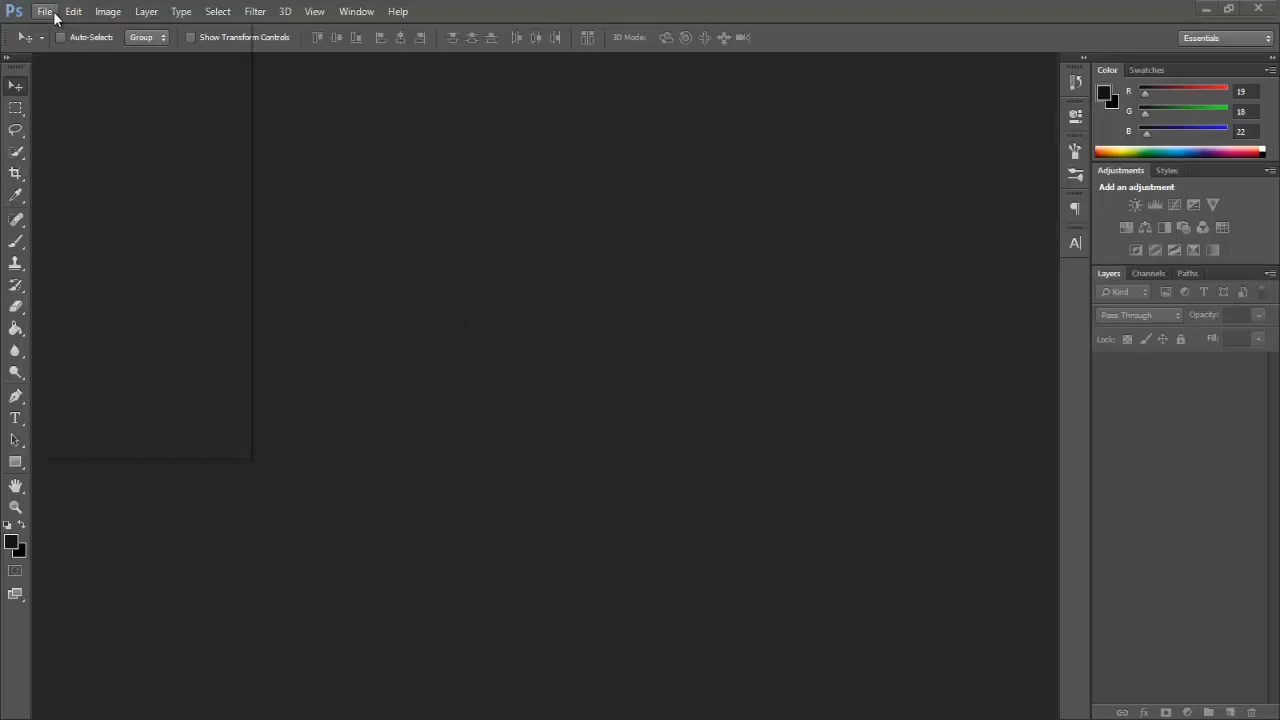 Ps File Edit Image Layer Type Select Filter 3D View Window Help
Auto-Select: Group Show Transform Controls 3D Mode: Essentials
Color Swatches
R 19
G 18
B 22
Adjustments Styles
Add an adjustment
Layers Channels Paths
Kind
Pass Through Opacity:
Lock: Fill: